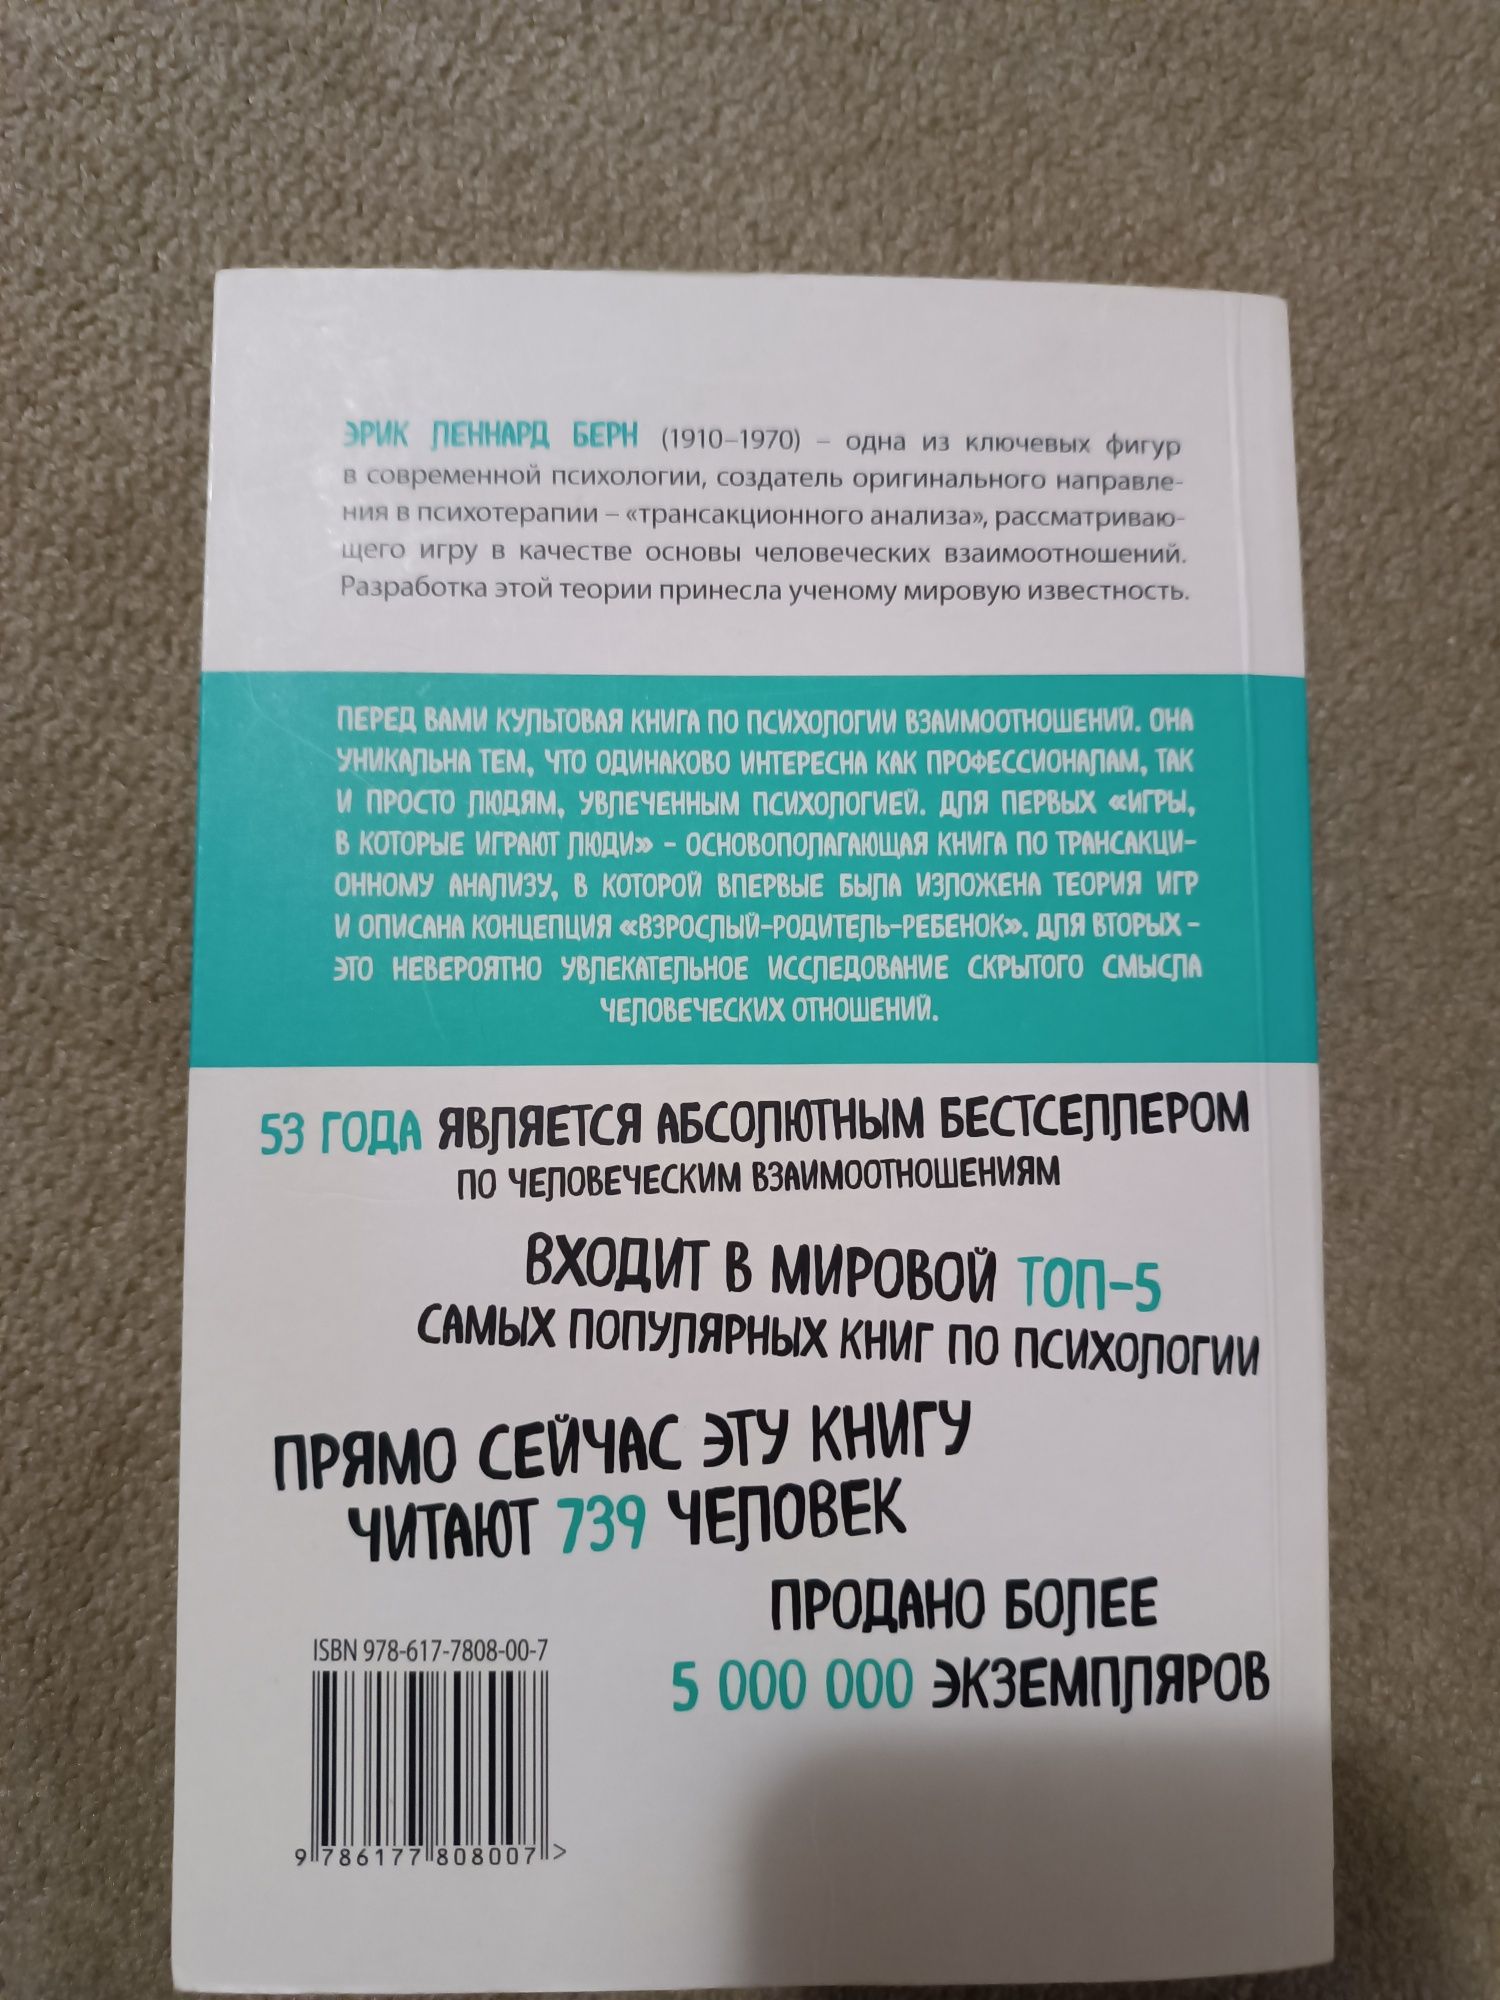 ЭРИК ЛЕННАРД БЕРН (1910–1970) – одна из ключевых фигур
в современной психологии, создатель оригинального направле-
ния в психотерапии – «трансакционного анализа», рассматриваю-
щего игру в качестве основы человеческих взаимоотношений.
Разработка этой теории принесла ученому мировую известность.
ПЕРЕД ВАМИ КУЛЬТОВАЯ КНИГА ПО ПСИХОЛОГИИ ВЗАИМООТНОШЕНИЙ. ОНА
УНИКАЛЬНА ТЕМ, ЧТО ОДИНАКОВО ИНТЕРЕСНА КАК ПРОФЕССИОНАЛАМ, ТАК
И ПРОСТО ЛЮДЯМ, УВЛЕЧЕННЫМ ПСИХОЛОГИЕЙ. ДЛЯ ПЕРВЫХ «ИГРЫ,
В КОТОРЫЕ ИГРАЮТ ЛЮДИ» – ОСНОВОПОЛАГАЮЩАЯ КНИГА ПО ТРАНСАКЦИ-
ОННОМУ АНАЛИЗУ, В КОТОРОЙ ВПЕРВЫЕ БЫЛА ИЗЛОЖЕНА ТЕОРИЯ ИГР
И ОПИСАНА КОНЦЕПЦИЯ «ВЗРОСЛЫЙ-РОДИТЕЛЬ-РЕБЕНОК». ДЛЯ ВТОРЫХ –
ЭТО НЕВЕРОЯТНО УВЛЕКАТЕЛЬНОЕ ИССЛЕДОВАНИЕ СКРЫТОГО СМЫСЛА
ЧЕЛОВЕЧЕСКИХ ОТНОШЕНИЙ.
53 ГОДА ЯВЛЯЕТСЯ АБСОЛЮТНЫМ БЕСТСЕЛЛЕРОМ
ПО ЧЕЛОВЕЧЕСКИМ ВЗАИМООТНОШЕНИЯМ
ВХОДИТ В МИРОВОЙ ТОП-5
САМЫХ ПОПУЛЯРНЫХ КНИГ ПО ПСИХОЛОГИИ
ПРЯМО СЕЙЧАС ЭТУ КНИГУ
ЧИТАЮТ 739 ЧЕЛОВЕК
ПРОДАНО БОЛЕЕ
5 000 000 ЭКЗЕМПЛЯРОВ
ISBN 978-617-7808-00-7
9 786177 808007 >